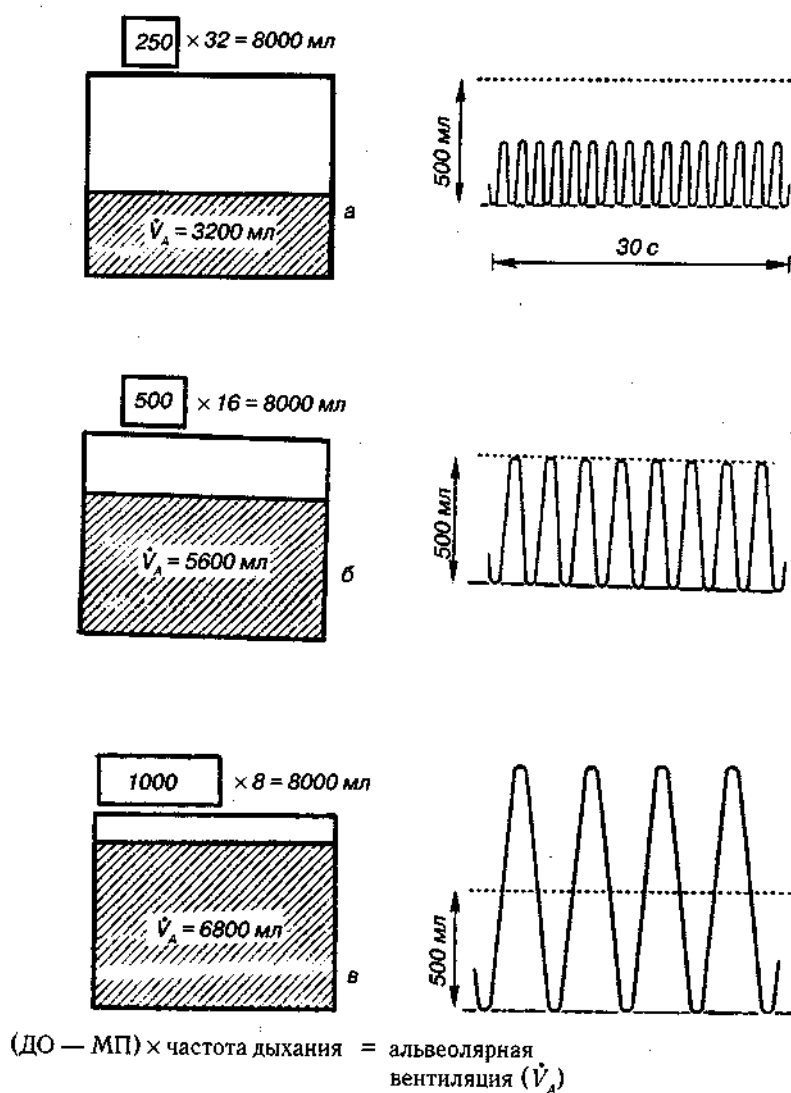 250 × 32 = 8000 мл
500 мл
V̇A = 3200 мл
а
30 с
500 × 16 = 8000 мл
500 мл
V̇A = 5600 мл
б
1000 × 8 = 8000 мл
V̇A = 6800 мл
500 мл
в
(ДО — МП) × частота дыхания = альвеолярная
вентиляция (V̇A)